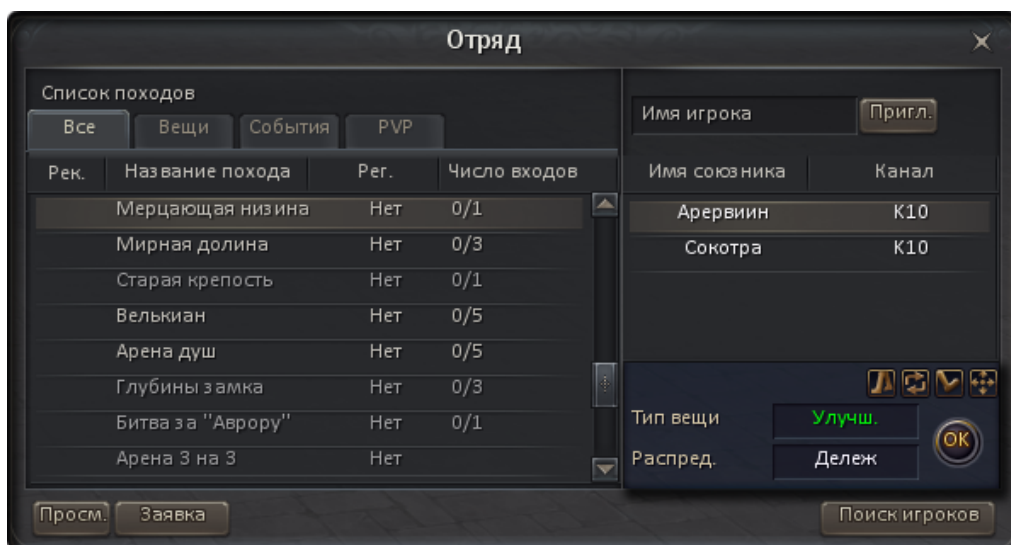 Отряд
Список походов
Все Вещи События PVP
Рек. Название похода Рег. Число входов
Мерцающая низина Нет 0/1
Мирная долина Нет 0/3
Старая крепость Нет 0/1
Велькиан Нет 0/5
Арена душ Нет 0/5
Глубины замка Нет 0/3
Битва за "Аврору" Нет 0/1
Арена 3 на 3 Нет
Просм. Заявка
Имя игрока Пригл.
Имя союзника Канал
Арервиин К10
Сокотра К10
Тип вещи Улучш.
Распред. Дележ
OK
Поиск игроков